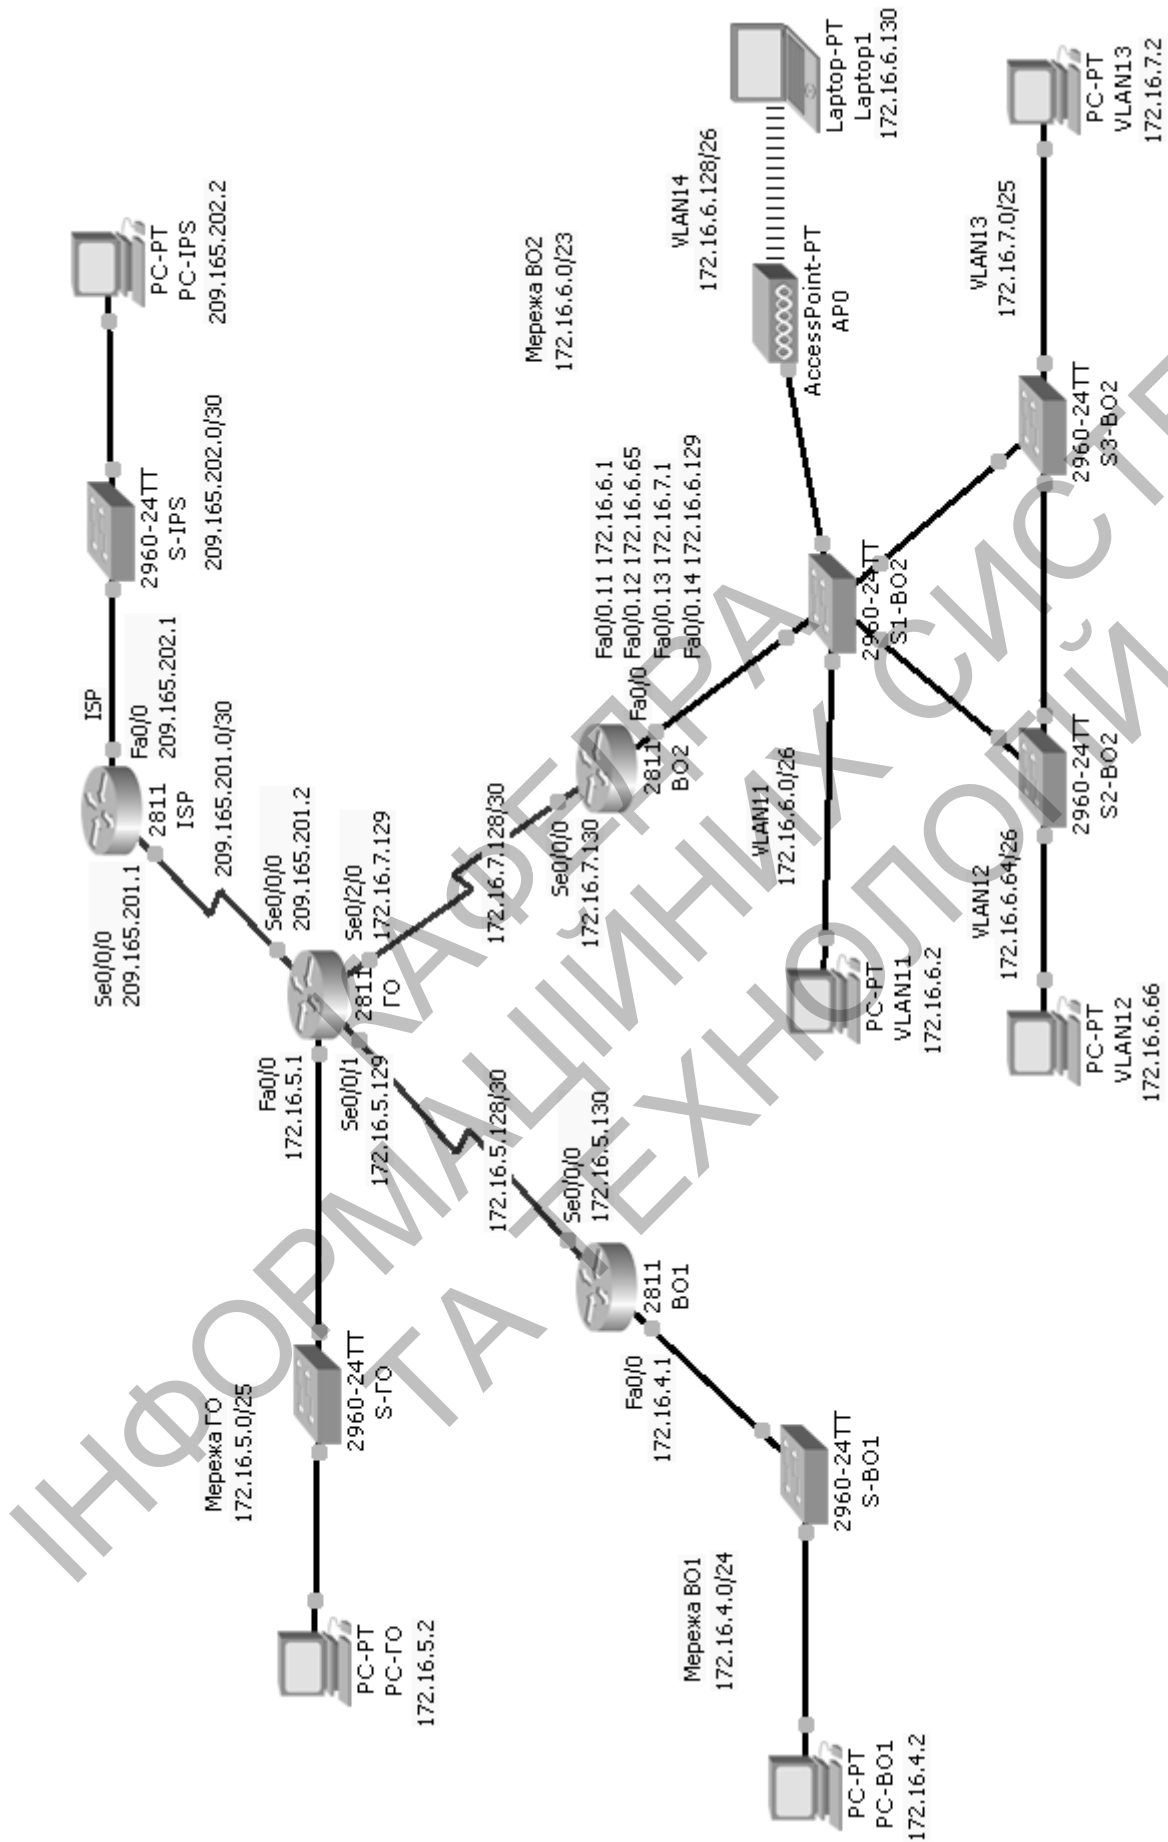 PC-PT
PC-IPS
209.165.202.2
2960-24TT
S-IPS
209.165.202.0/30
ISP
Fa0/0
209.165.202.1
2811
ISP
Se0/0/0
209.165.201.1
209.165.201.0/30
Se0/0/0
209.165.201.2
Se0/2/0
172.16.7.129
2811
ГО
Fa0/0
172.16.5.1
Se0/0/1
172.16.5.129
Мережа ГО
172.16.5.0/25
2960-24TT
S-ГО
PC-PT
PC-ГО
172.16.5.2
172.16.5.128/30
Se0/0/0
172.16.5.130
2811
ВО1
Fa0/0
172.16.4.1
2960-24TT
S-ВО1
Мережа ВО1
172.16.4.0/24
PC-PT
PC-ВО1
172.16.4.2
172.16.7.128/30
Se0/0/0
172.16.7.130
2811
ВО2
Fa0/0
Fa0/0.11 172.16.6.1
Fa0/0.12 172.16.6.65
Fa0/0.13 172.16.7.1
Fa0/0.14 172.16.6.129
Мережа ВО2
172.16.6.0/23
VLAN14
172.16.6.128/26
AccessPoint-PT
AP0
Laptop-PT
Laptop1
172.16.6.130
2960-24TT
S1-ВО2
VLAN11
172.16.6.0/26
PC-PT
VLAN11
172.16.6.2
VLAN12
172.16.6.64/26
2960-24TT
S2-ВО2
PC-PT
VLAN12
172.16.6.66
VLAN13
172.16.7.0/25
2960-24TT
S3-ВО2
PC-PT
VLAN13
172.16.7.2
КАФЕДРА
ІНФОРМАЦІЙНИХ СИСТЕ
ТА ТЕХНОЛОГІЙ